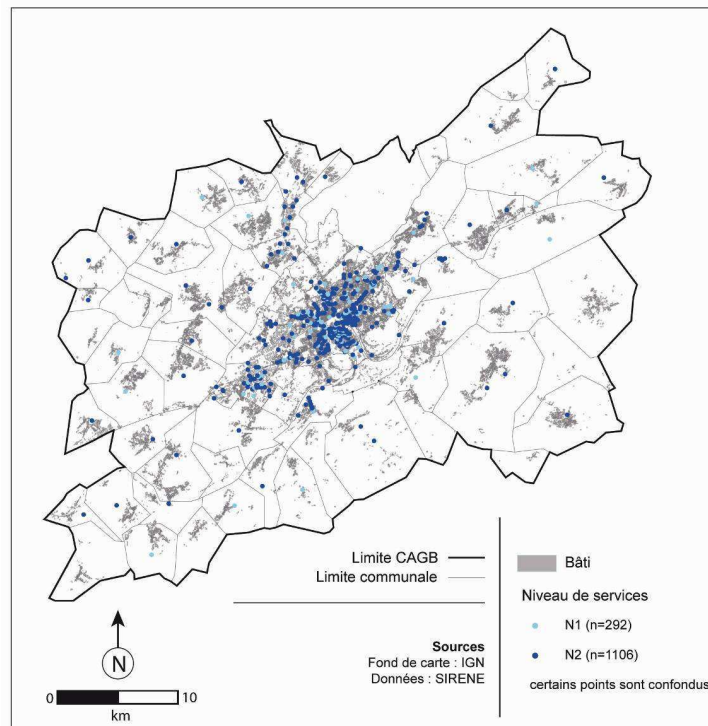 Limite CAGB
Limite communale
Sources
Fond de carte : IGN
Données : SIRENE
Bâti
Niveau de services
N1 (n=292)
N2 (n=1106)
certains points sont confondus
N
0 10
km